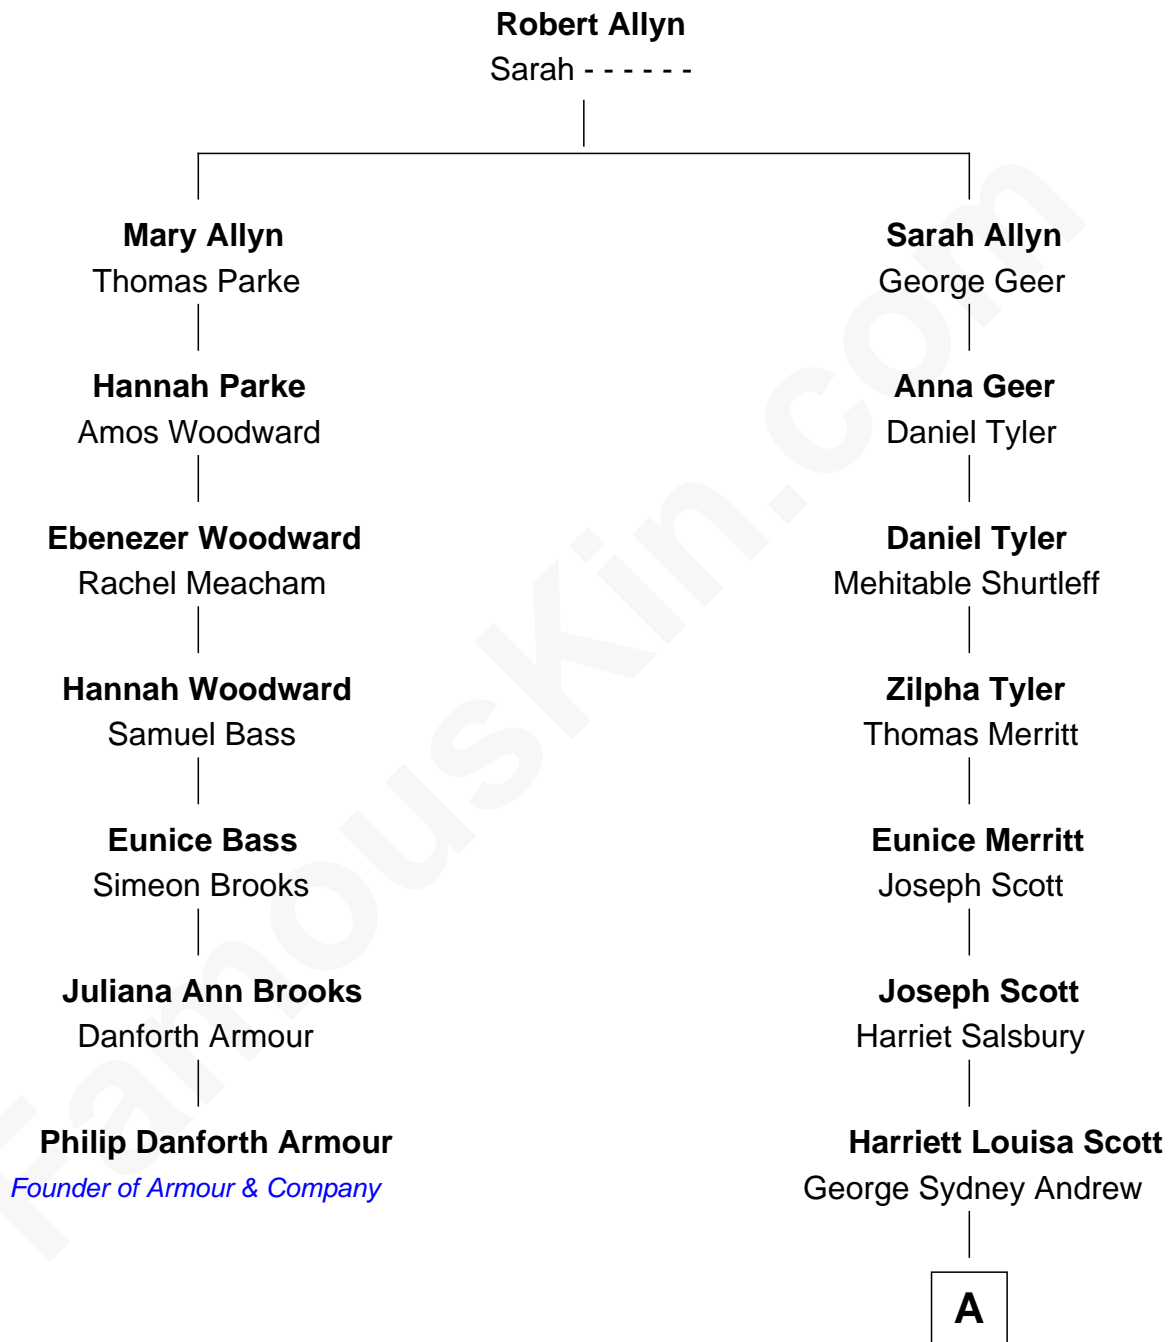 Robert Allyn
Sarah - - - - - -
Mary Allyn
Thomas Parke
Sarah Allyn
George Geer
Hannah Parke
Amos Woodward
Anna Geer
Daniel Tyler
Ebenezer Woodward
Rachel Meacham
Daniel Tyler
Mehitable Shurtleff
Hannah Woodward
Samuel Bass
Zilpha Tyler
Thomas Merritt
Eunice Bass
Simeon Brooks
Eunice Merritt
Joseph Scott
Juliana Ann Brooks
Danforth Armour
Joseph Scott
Harriet Salsbury
Philip Danforth Armour
Founder of Armour & Company
Harriett Louisa Scott
George Sydney Andrew
A
FamousKin.com